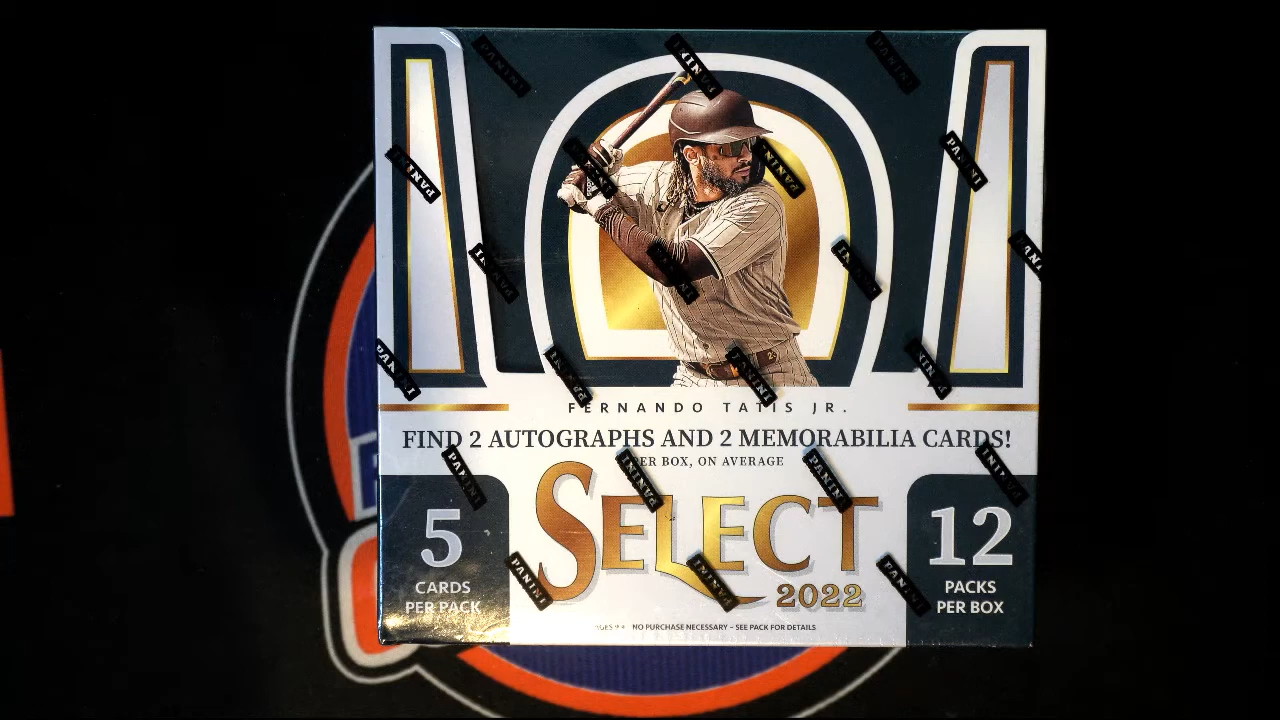 PANINI
FERNANDO TATIS JR.
FIND 2 AUTOGRAPHS AND 2 MEMORABILIA CARDS!
PER BOX, ON AVERAGE
SELECT
2022
5
CARDS
PER PACK
12
PACKS
PER BOX
NO PURCHASE NECESSARY – SEE PACK FOR DETAILS